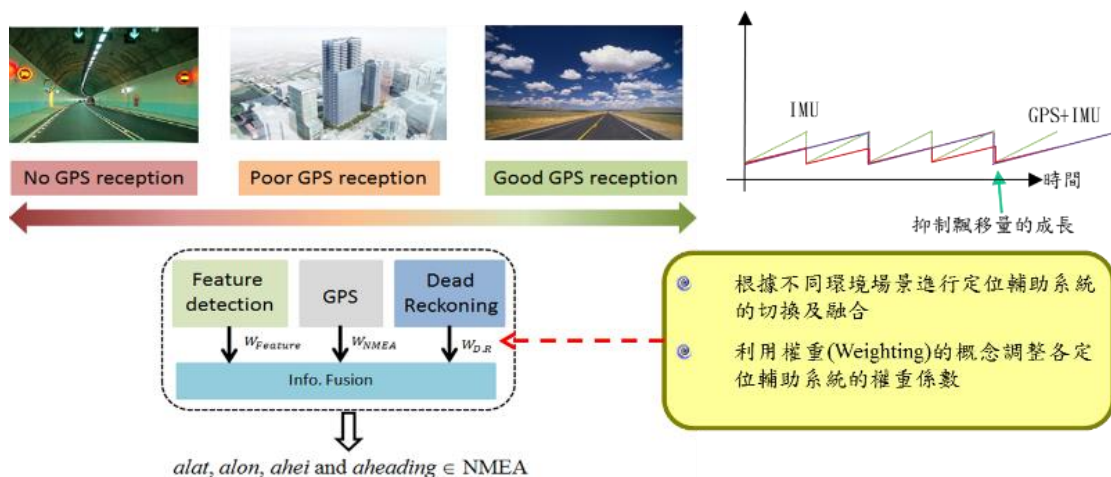 IMU
GPS+IMU
時間
抑制飄移量的成長
No GPS reception
Poor GPS reception
Good GPS reception
Feature
detection
GPS
Dead
Reckoning
W_Feature
W_NMEA
W_D.R
Info. Fusion
alat, alon, ahei and aheading ∈ NMEA
根據不同環境場景進行定位輔助系統
的切換及融合
利用權重(Weighting)的概念調整各定
位輔助系統的權重係數